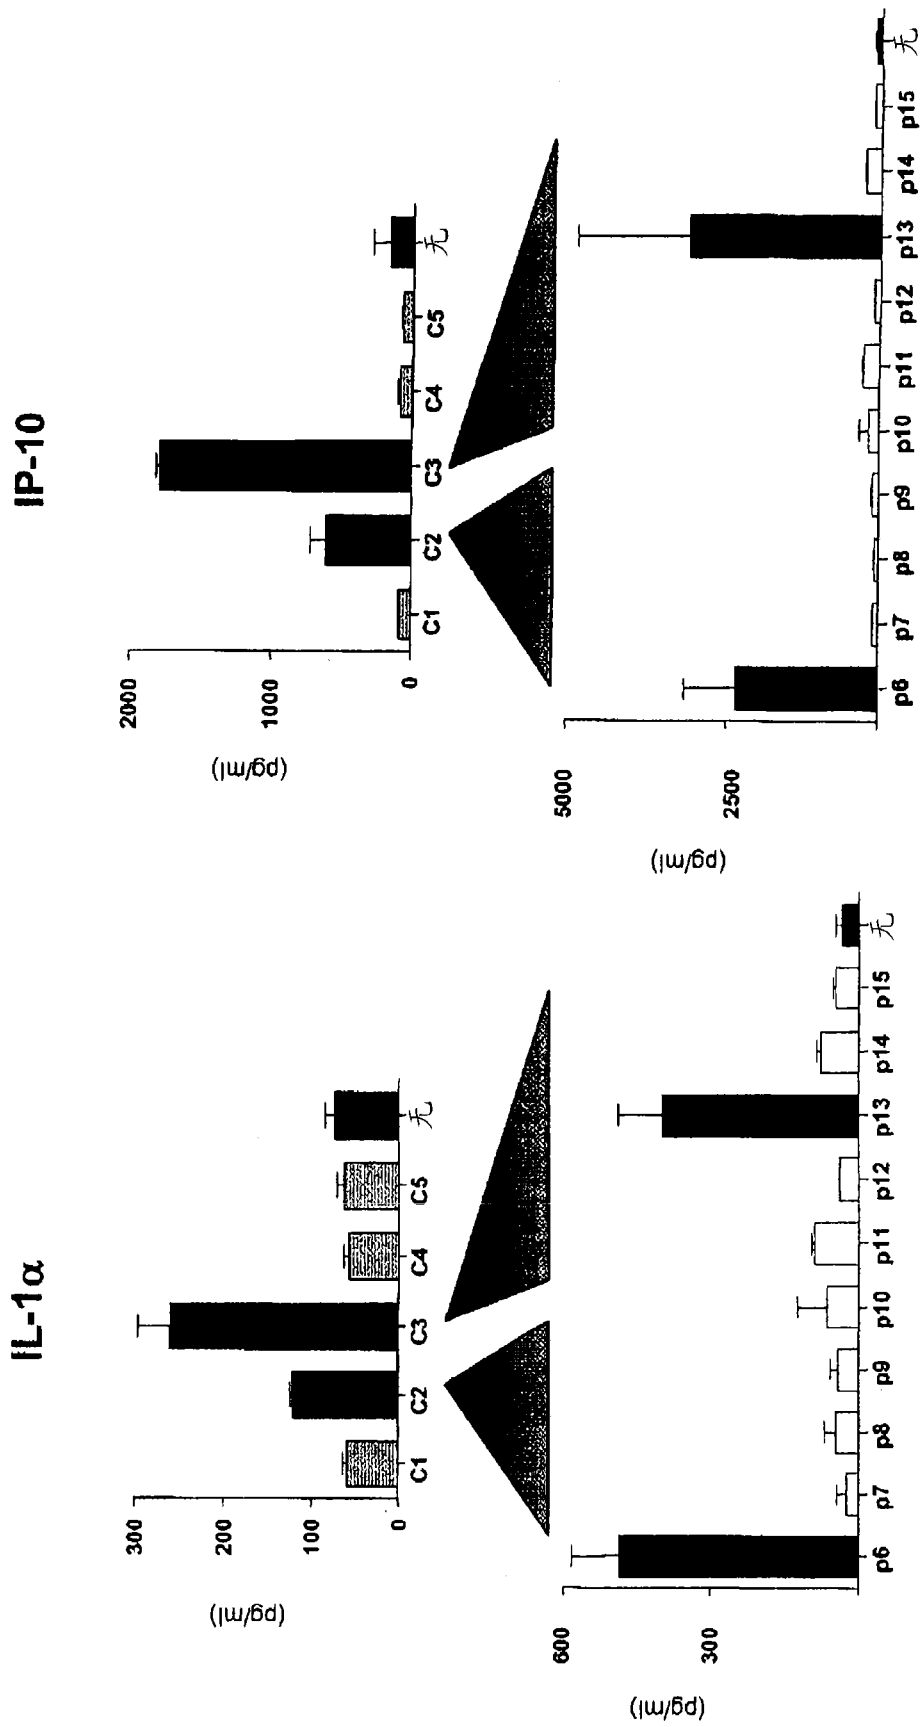 IL-1α
(pg/ml)
300
200
100
0
C1 C2 C3 C4 C5 无
(pg/ml)
600
300
p6 p7 p8 p9 p10 p11 p12 p13 p14 p15 无
IP-10
(pg/ml)
2000
1000
0
C1 C2 C3 C4 C5 无
(pg/ml)
5000
2500
p6 p7 p8 p9 p10 p11 p12 p13 p14 p15 无